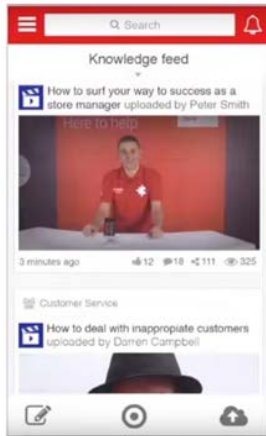 Search
Knowledge feed
How to surf your way to success as a
store manager uploaded by Peter Smith
Here to help
3 minutes ago 12 18 111 325
Customer Service
How to deal with inappropiate customers
uploaded by Darren Campbell